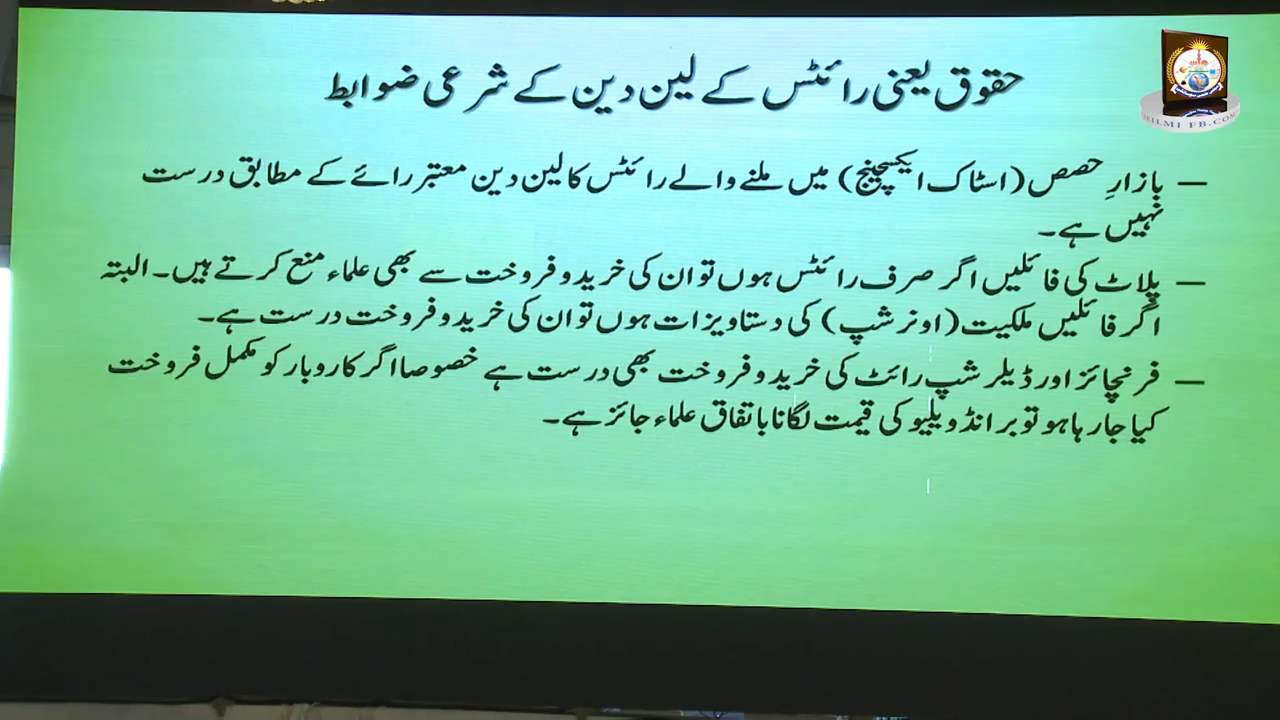 حقوق یعنی رائٹس کے لین دین کے شرعی ضوابط
– بازارِ حصص (اسٹاک ایکسچینج) میں ملنے والے رائٹس کا لین دین معتبر رائے کے مطابق درست
نہیں ہے۔
– پلاٹ کی فائلیں اگر صرف رائٹس ہوں تو ان کی خرید و فروخت سے بھی علماء منع کرتے ہیں۔ البتہ
اگر فائلیں ملکیت (اونرشپ) کی دستاویزات ہوں تو ان کی خرید و فروخت درست ہے۔
– فرنچائز اور ڈیلر شپ رائٹ کی خرید و فروخت بھی درست ہے خصوصا اگر کاروبار کو مکمل فروخت
کیا جا رہا ہو تو برانڈ ویلیو کی قیمت لگانا باتفاق علماء جائز ہے۔
FB.COM